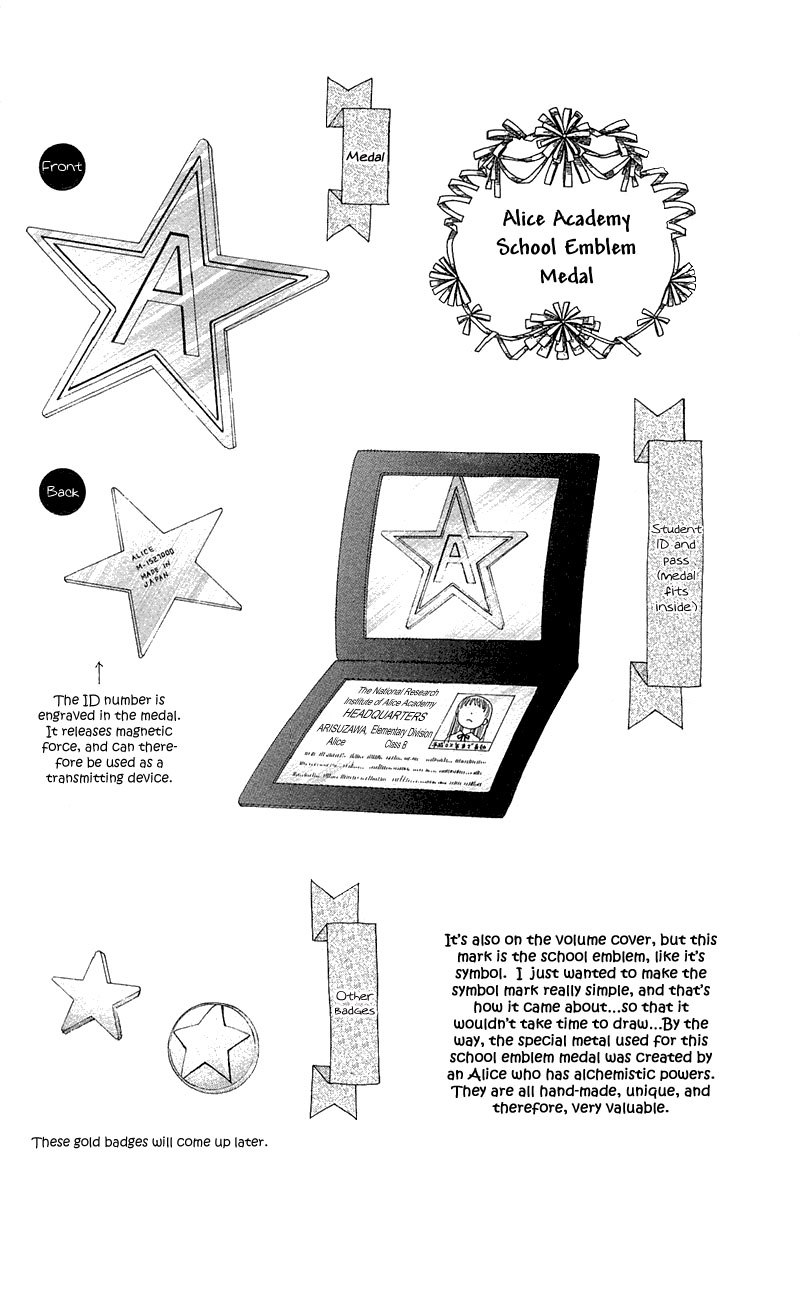 Front
Medal
Alice Academy
School Emblem
Medal
A
Back
ALICE
M-1527000
MADE IN
JAPAN
The ID number is
engraved in the medal.
It releases magnetic
force, and can there-
fore be used as a
transmitting device.
A
The National Research
Institute of Alice Academy
HEADQUARTERS
ARISUZAWA, Elementary Division
Alice Class B
Student
ID and
pass
(medal
fits
inside)
Other
Badges
These gold badges will come up later.
It's also on the volume cover, but this
mark is the school emblem, like it's
symbol. I just wanted to make the
symbol mark really simple, and that's
how it came about...so that it
wouldn't take time to draw...By the
way, the special metal used for this
school emblem medal was created by
an Alice who has alchemistic powers.
They are all hand-made, unique, and
therefore, very valuable.